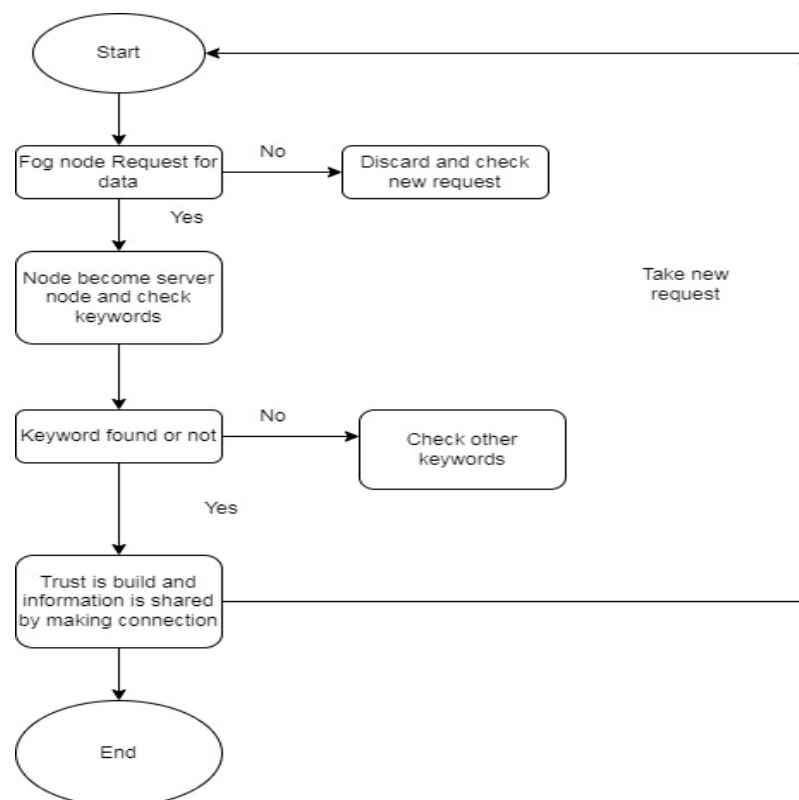 Start
Fog node Request for
data
No
Discard and check
new request
Yes
Node become server
node and check
keywords
Take new
request
Keyword found or not
No
Check other
keywords
Yes
Trust is build and
information is shared
by making connection
End